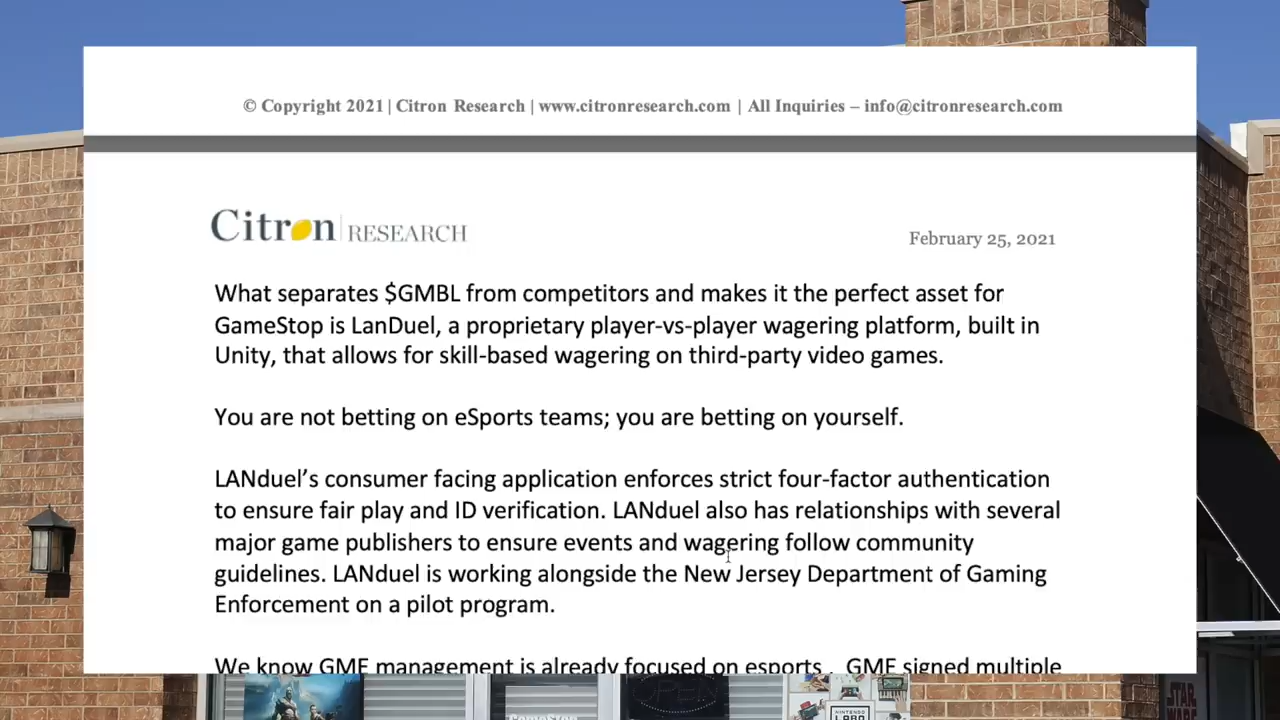 © Copyright 2021 | Citron Research | www.citronresearch.com | All Inquiries – info@citronresearch.com
Citron | RESEARCH
February 25, 2021
What separates $GMBL from competitors and makes it the perfect asset for
GameStop is LanDuel, a proprietary player-vs-player wagering platform, built in
Unity, that allows for skill-based wagering on third-party video games.
You are not betting on eSports teams; you are betting on yourself.
LANduel’s consumer facing application enforces strict four-factor authentication
to ensure fair play and ID verification. LANduel also has relationships with several
major game publishers to ensure events and wagering follow community
guidelines. LANduel is working alongside the New Jersey Department of Gaming
Enforcement on a pilot program.
We know GME management is already focused on esports . GME signed multiple
OPEN
STAR
WARS
GameStop
NINTENDO
LABO